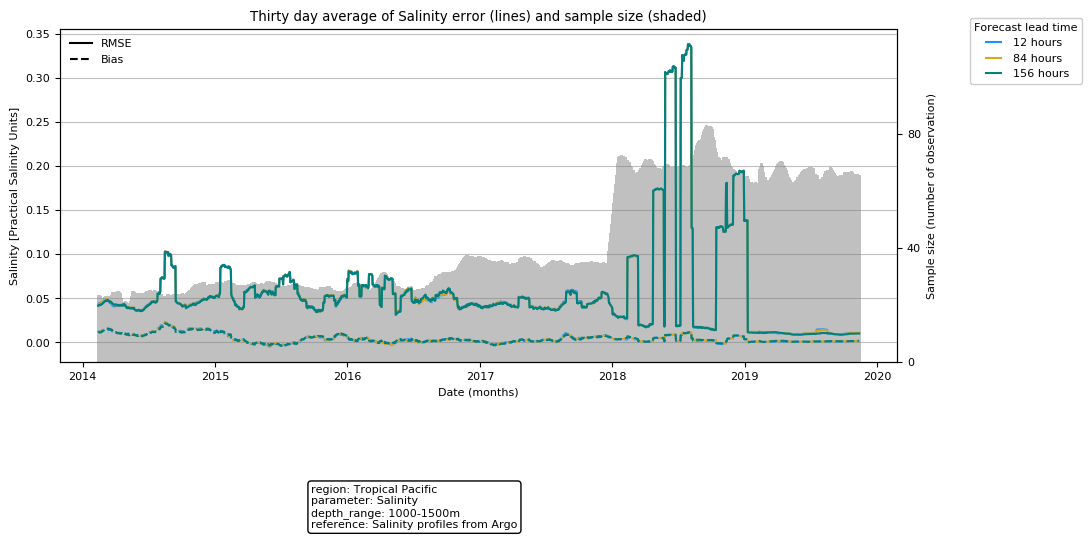 Thirty day average of Salinity error (lines) and sample size (shaded)
Forecast lead time
12 hours
84 hours
156 hours
RMSE
Bias
Salinity [Practical Salinity Units]
0.35
0.30
0.25
0.20
0.15
0.10
0.05
0.00
Sample size (number of observation)
80
40
0
2014
2015
2016
2017
2018
2019
2020
Date (months)
region: Tropical Pacific
parameter: Salinity
depth_range: 1000-1500m
reference: Salinity profiles from Argo